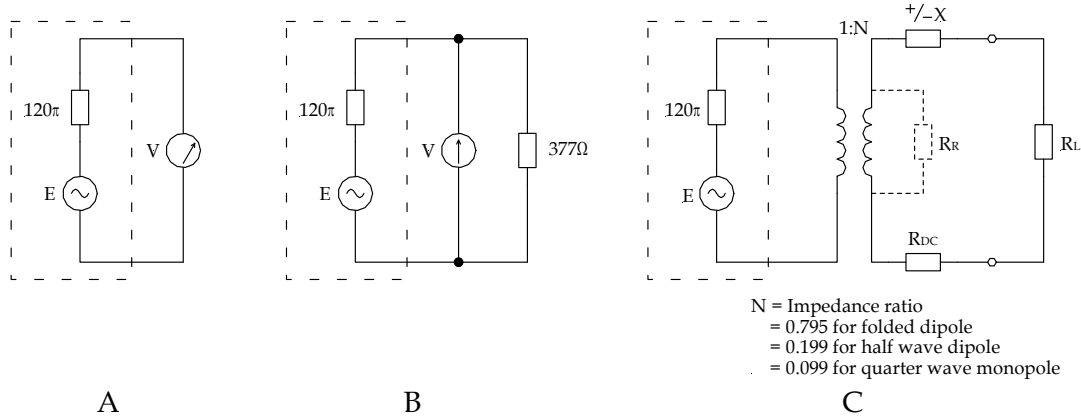 120π
V
E
A
120π
V
E
377Ω
B
1:N
+/−X
120π
E
RR
RL
RDC
N = Impedance ratio
= 0.795 for folded dipole
= 0.199 for half wave dipole
= 0.099 for quarter wave monopole
C